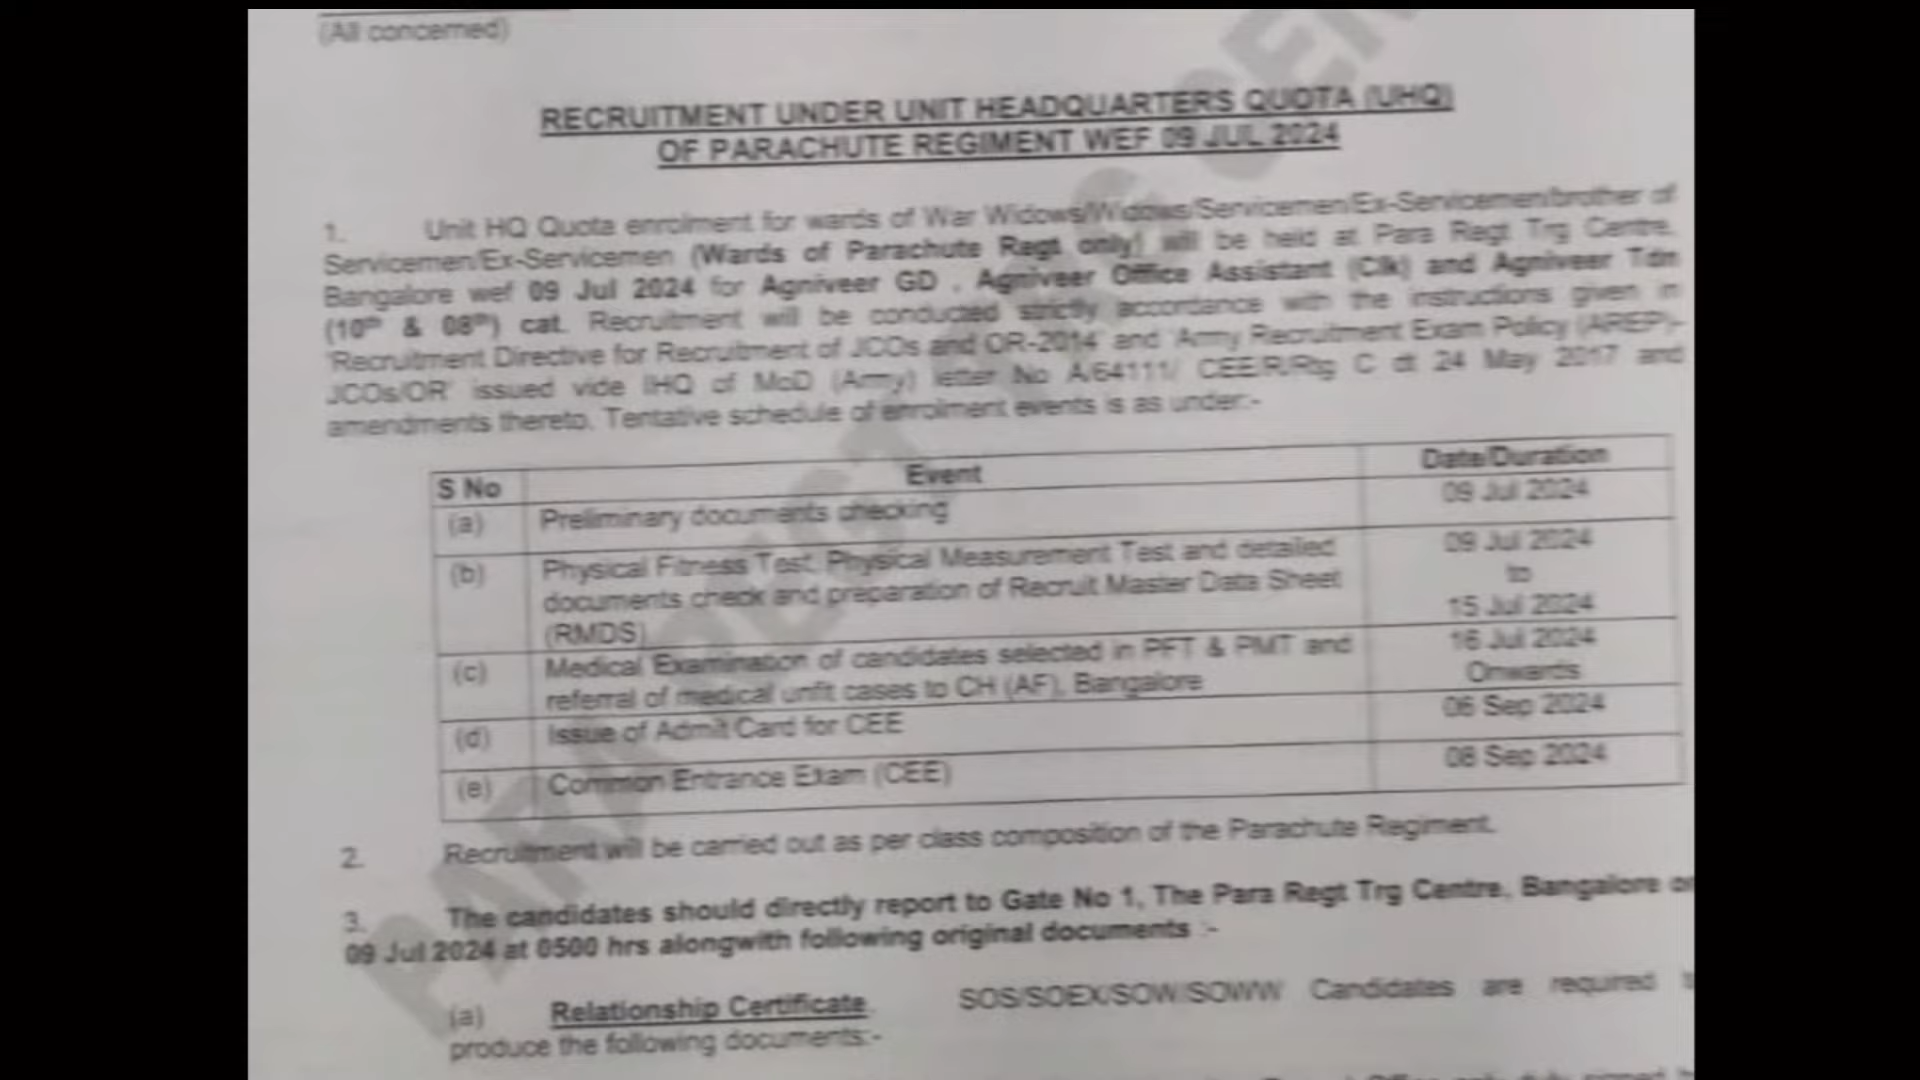 (All concerned)
RECRUITMENT UNDER UNIT HEADQUARTERS QUOTA (UHQ)
OF PARACHUTE REGIMENT WEF 09 JUL 2024
1. Unit HQ Quota enrolment for wards of War Widows/Widows/Servicemen/Ex-Servicemen/brother of
Servicemen/Ex-Servicemen (Wards of Parachute Regt only) will be held at Para Regt Trg Centre,
Bangalore wef 09 Jul 2024 for Agniveer GD , Agniveer Office Assistant (Clk) and Agniveer Tdn
(10th & 08th) cat. Recruitment will be conducted strictly accordance with the instructions given in
'Recruitment Directive for Recruitment of JCOs and OR-2014' and 'Army Recruitment Exam Policy (AREP)-
JCOs/OR' issued vide IHQ of MoD (Army) letter No A/64111/ CEE/R/Rtg C dt 24 May 2017 and
amendments thereto. Tentative schedule of enrolment events is as under:-
S No Event Date/Duration
(a) Preliminary documents checking 09 Jul 2024
(b) Physical Fitness Test, Physical Measurement Test and detailed 09 Jul 2024
documents check and preparation of Recruit Master Data Sheet to
(RMDS) 15 Jul 2024
(c) Medical Examination of candidates selected in PFT & PMT and 16 Jul 2024
referral of medical unfit cases to CH (AF), Bangalore Onwards
(d) Issue of Admit Card for CEE 06 Sep 2024
(e) Common Entrance Exam (CEE) 08 Sep 2024
2. Recruitment will be carried out as per class composition of the Parachute Regiment.
3. The candidates should directly report to Gate No 1, The Para Regt Trg Centre, Bangalore on
09 Jul 2024 at 0500 hrs alongwith following original documents :-
(a) Relationship Certificate. SOS/SOEX/SOW/SOWW Candidates are required
produce the following documents:-